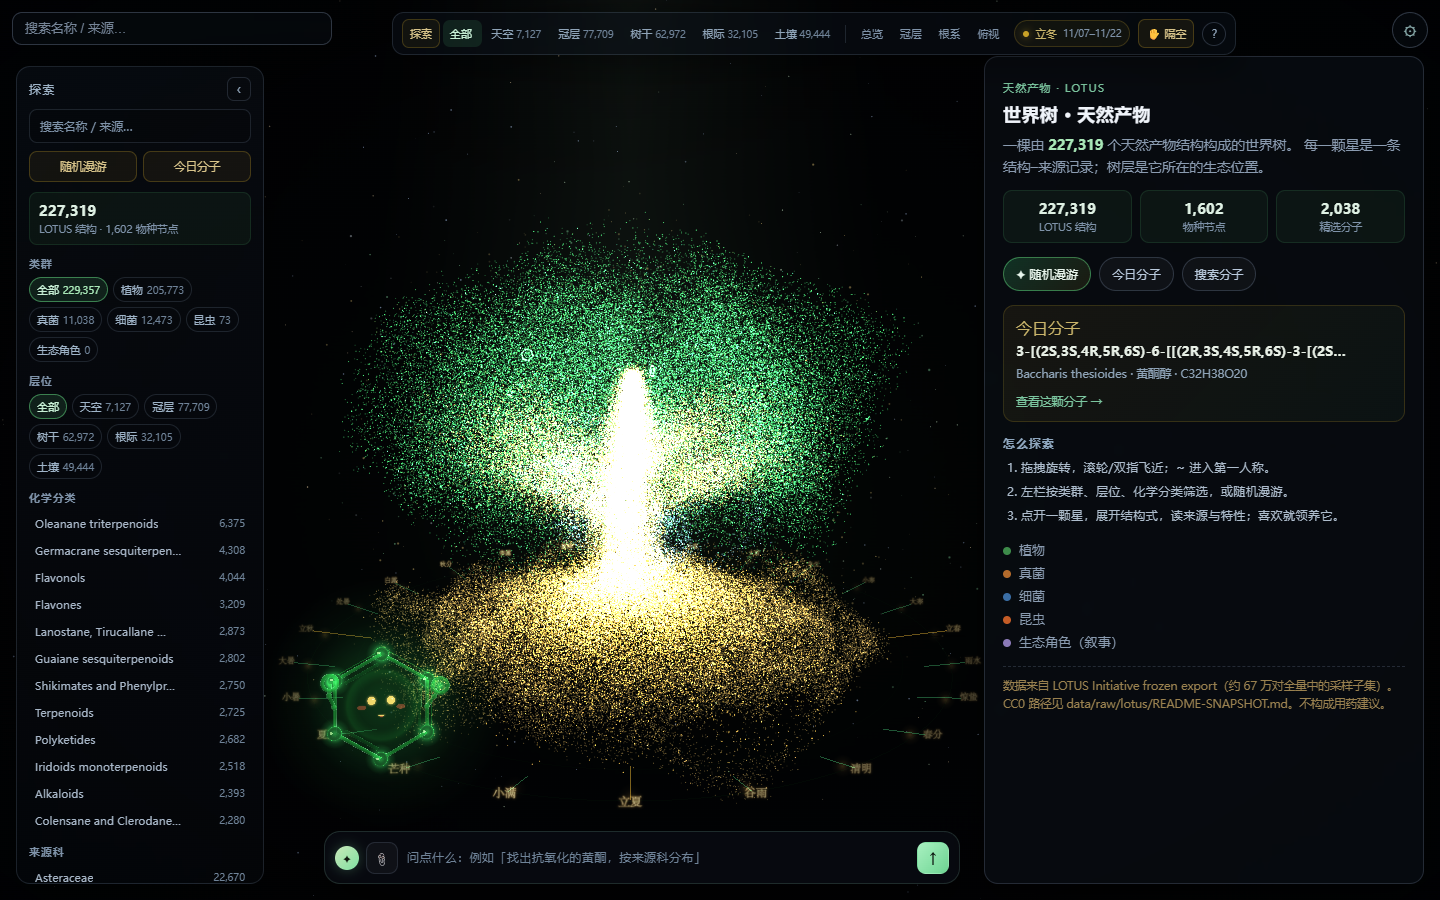 搜索名称 / 来源...
探索 全部 天空 7,127 冠层 77,709 树干 62,972 根际 32,105 土壤 49,444 总览 冠层 根系 俯视 立冬 11/07–11/22 隔空 ?
探索
搜索名称 / 来源...
随机漫游 今日分子
227,319
LOTUS 结构 · 1,602 物种节点
类群
全部 229,357 植物 205,773
真菌 11,038 细菌 12,473 昆虫 73
生态角色 0
层位
全部 天空 7,127 冠层 77,709
树干 62,972 根际 32,105
土壤 49,444
化学分类
Oleanane triterpenoids 6,375
Germacrane sesquiterpen... 4,308
Flavonols 4,044
Flavones 3,209
Lanostane, Tirucallane ... 2,873
Guaiane sesquiterpenoids 2,802
Shikimates and Phenylpr... 2,750
Terpenoids 2,725
Polyketides 2,682
Iridoids monoterpenoids 2,518
Alkaloids 2,393
Colensane and Clerodane... 2,280
来源科
Asteraceae 22,670
秋分
白露
处暑
立秋
大暑
小暑
芒种
小满
立夏
谷雨
清明
春分
惊蛰
雨水
立春
大寒
问点什么：例如「找出抗氧化的黄酮，按来源科分布」
天然产物 · LOTUS
世界树 · 天然产物
一棵由 227,319 个天然产物结构构成的世界树。 每一颗星是一条
结构–来源记录；树层是它所在的生态位置。
227,319 1,602 2,038
LOTUS 结构 物种节点 精选分子
✦ 随机漫游 今日分子 搜索分子
今日分子
3-[(2S,3S,4R,5R,6S)-6-[[(2R,3S,4S,5R,6S)-3-[(2S...
Baccharis thesioides · 黄酮醇 · C32H38O20
查看这颗分子 →
怎么探索
1. 拖拽旋转，滚轮/双指飞近；~ 进入第一人称。
2. 左栏按类群、层位、化学分类筛选，或随机漫游。
3. 点开一颗星，展开结构式，读来源与特性；喜欢就领养它。
植物
真菌
细菌
昆虫
生态角色（叙事）
数据来自 LOTUS Initiative frozen export（约 67 万对全量中的采样子集）。
CC0 路径见 data/raw/lotus/README-SNAPSHOT.md。不构成用药建议。